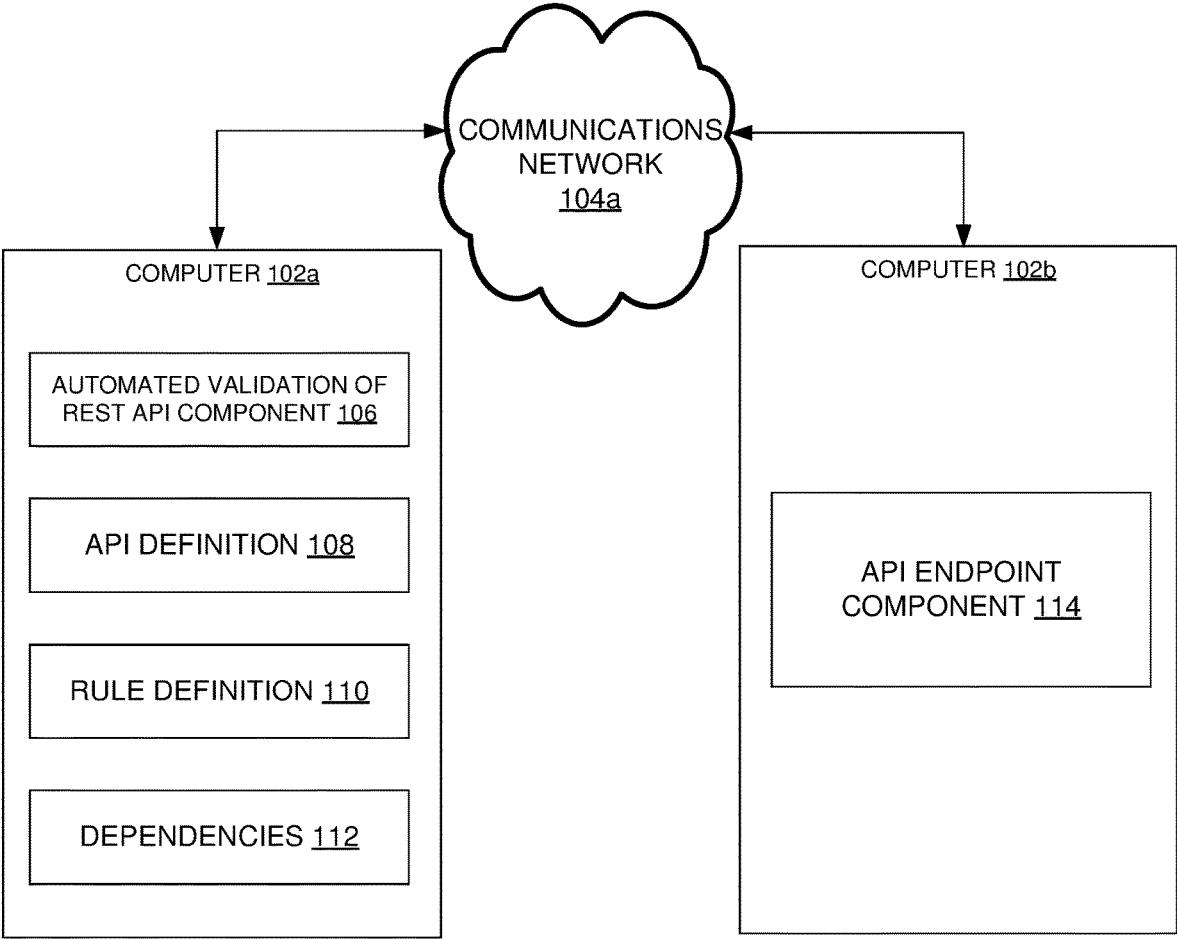 COMMUNICATIONS
NETWORK
104a
COMPUTER 102a
AUTOMATED VALIDATION OF
REST API COMPONENT 106
API DEFINITION 108
RULE DEFINITION 110
DEPENDENCIES 112
COMPUTER 102b
API ENDPOINT
COMPONENT 114